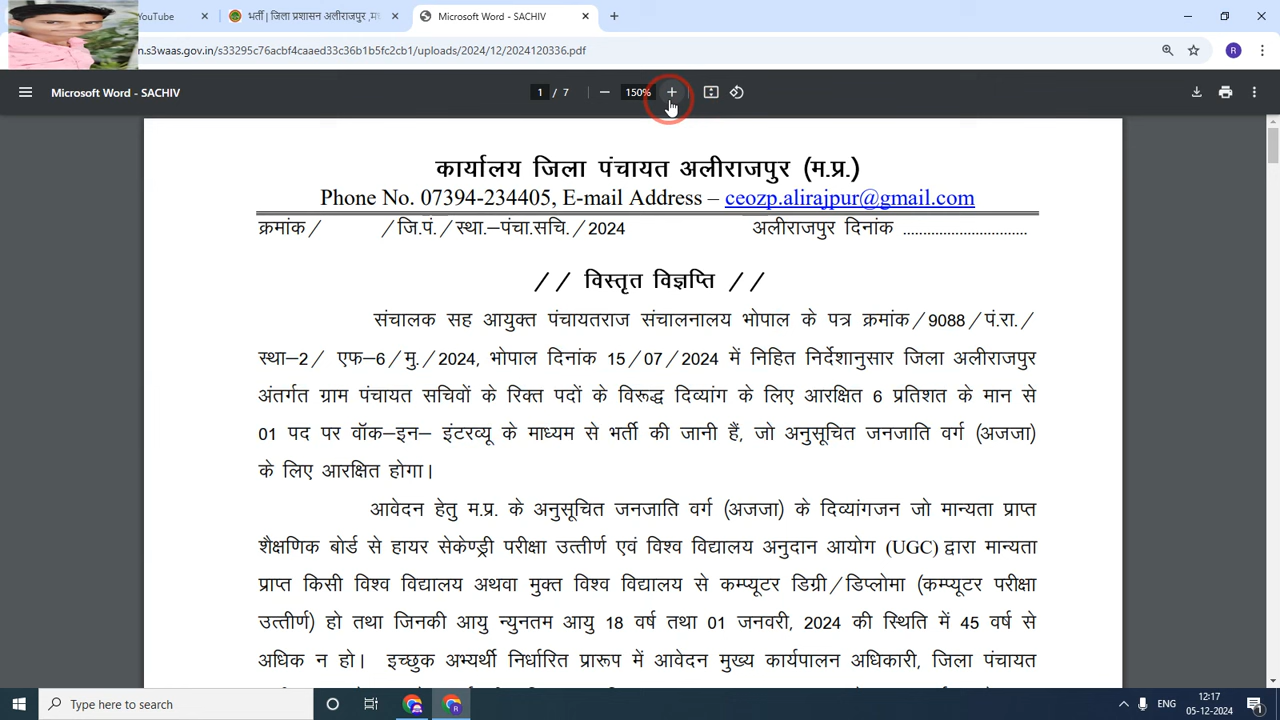 YouTube
भर्ती | जिला प्रशासन अलीराजपुर ,मध
Microsoft Word - SACHIV
n.s3waas.gov.in/s33295c76acbf4caaed33c36b1b5fc2cb1/uploads/2024/12/2024120336.pdf
R
Microsoft Word - SACHIV
1 / 7
150%
कार्यालय जिला पंचायत अलीराजपुर (म.प्र.)
Phone No. 07394-234405, E-mail Address – ceozp.alirajpur@gmail.com
क्रमांक / / जि.पं. / स्था.–पंचा.सचि. / 2024 अलीराजपुर दिनांक ...............................
/ / विस्तृत विज्ञप्ति / /
संचालक सह आयुक्त पंचायतराज संचालनालय भोपाल के पत्र क्रमांक / 9088 / पं.रा. /
स्था–2 / एफ–6 / मु. / 2024, भोपाल दिनांक 15 / 07 / 2024 में निहित निर्देशानुसार जिला अलीराजपुर
अंतर्गत ग्राम पंचायत सचिवों के रिक्त पदों के विरूद्ध दिव्यांग के लिए आरक्षित 6 प्रतिशत के मान से
01 पद पर वॉक–इन– इंटरव्यू के माध्यम से भर्ती की जानी हैं, जो अनुसूचित जनजाति वर्ग (अजजा)
के लिए आरक्षित होगा।
आवेदन हेतु म.प्र. के अनुसूचित जनजाति वर्ग (अजजा) के दिव्यांगजन जो मान्यता प्राप्त
शैक्षणिक बोर्ड से हायर सेकेण्ड्री परीक्षा उत्तीर्ण एवं विश्व विद्यालय अनुदान आयोग (UGC) द्वारा मान्यता
प्राप्त किसी विश्व विद्यालय अथवा मुक्त विश्व विद्यालय से कम्प्यूटर डिग्री / डिप्लोमा (कम्प्यूटर परीक्षा
उत्तीर्ण) हो तथा जिनकी आयु न्युनतम आयु 18 वर्ष तथा 01 जनवरी, 2024 की स्थिति में 45 वर्ष से
अधिक न हो। इच्छुक अभ्यर्थी निर्धारित प्रारूप में आवेदन मुख्य कार्यपालन अधिकारी, जिला पंचायत
Type here to search
R
ENG
12:17
05-12-2024
1